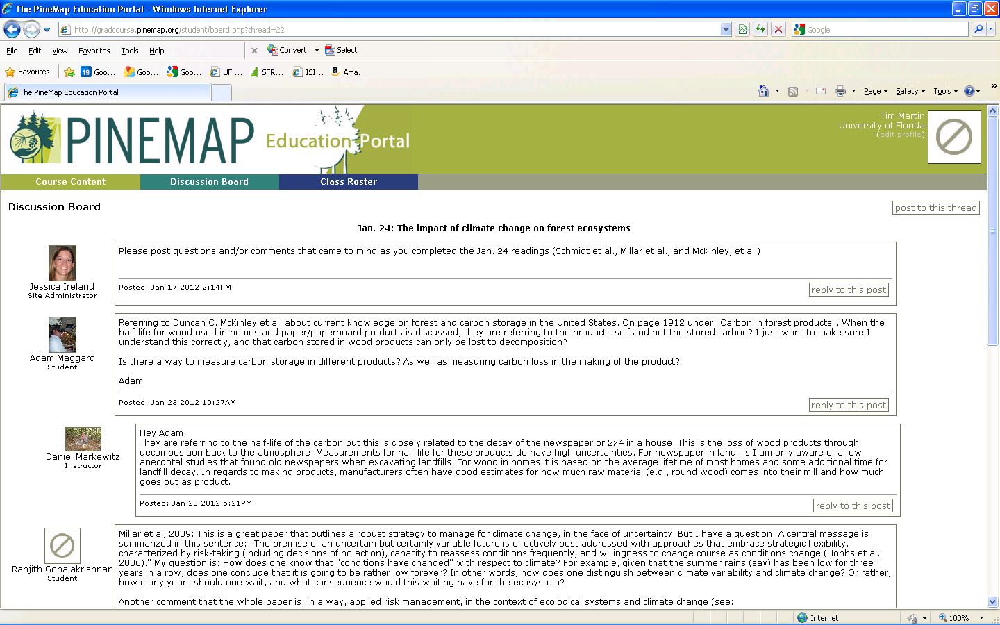 The PineMap Education Portal - Windows Internet Explorer
http://gradcourse.pinemap.org/student/board.php?thread=22
Google
File Edit View Favorites Tools Help
Convert Select
Favorites 19 Goo... Goo... Goo... UF ... SFR... ISI... a Ama...
The PineMap Education Portal
Page Safety Tools
PINEMAP Education Portal
Tim Martin
University of Florida
(edit profile)
Course Content Discussion Board Class Roster
Discussion Board
post to this thread
Jan. 24: The impact of climate change on forest ecosystems
Jessica Ireland
Site Administrator
Please post questions and/or comments that came to mind as you completed the Jan. 24 readings (Schmidt et al., Millar et al., and McKinley, et al.)
Posted: Jan 17 2012 2:14PM
reply to this post
Adam Maggard
Student
Referring to Duncan C. McKinley et al. about current knowledge on forest and carbon storage in the United States. On page 1912 under "Carbon in forest products", When the
half-life for wood used in homes and paper/paperboard products is discussed, they are referring to the product itself and not the stored carbon? I just want to make sure I
understand this correctly, and that carbon stored in wood products can only be lost to decomposition?
Is there a way to measure carbon storage in different products? As well as measuring carbon loss in the making of the product?
Adam
Posted: Jan 23 2012 10:27AM
reply to this post
Daniel Markewitz
Instructor
Hey Adam,
They are referring to the half-life of the carbon but this is closely related to the decay of the newspaper or 2x4 in a house. This is the loss of wood products through
decomposition back to the atmosphere. Measurements for half-life for these products do have high uncertainties. For newspaper in landfills I am only aware of a few
anecdotal studies that found old newspapers when excavating landfills. For wood in homes it is based on the average lifetime of most homes and some additional time for
landfill decay. In regards to making products, manufacturers often have good estimates for how much raw material (e.g., round wood) comes into their mill and how much
goes out as product.
Posted: Jan 23 2012 5:21PM
reply to this post
Ranjith Gopalakrishnan
Student
Millar et al, 2009: This is a great paper that outlines a robust strategy to manage for climate change, in the face of uncertainty. But I have a question: A central message is
summarized in this sentence: "The premise of an uncertain but certainly variable future is effectively best addressed with approaches that embrace strategic flexibility,
characterized by risk-taking (including decisions of no action), capacity to reassess conditions frequently, and willingness to change course as conditions change (Hobbs et al.
2006)." My question is: How does one know that "conditions have changed" with respect to climate? For example, given that the summer rains (say) has been low for three
years in a row, does one conclude that it is going to be rather low forever? In other words, how does one distinguish between climate variability and climate change? Or rather,
how many years should one wait, and what consequence would this waiting have for the ecosystem?
Another comment that the whole paper is, in a way, applied risk management, in the context of ecological systems and climate change (see:
Internet 100%